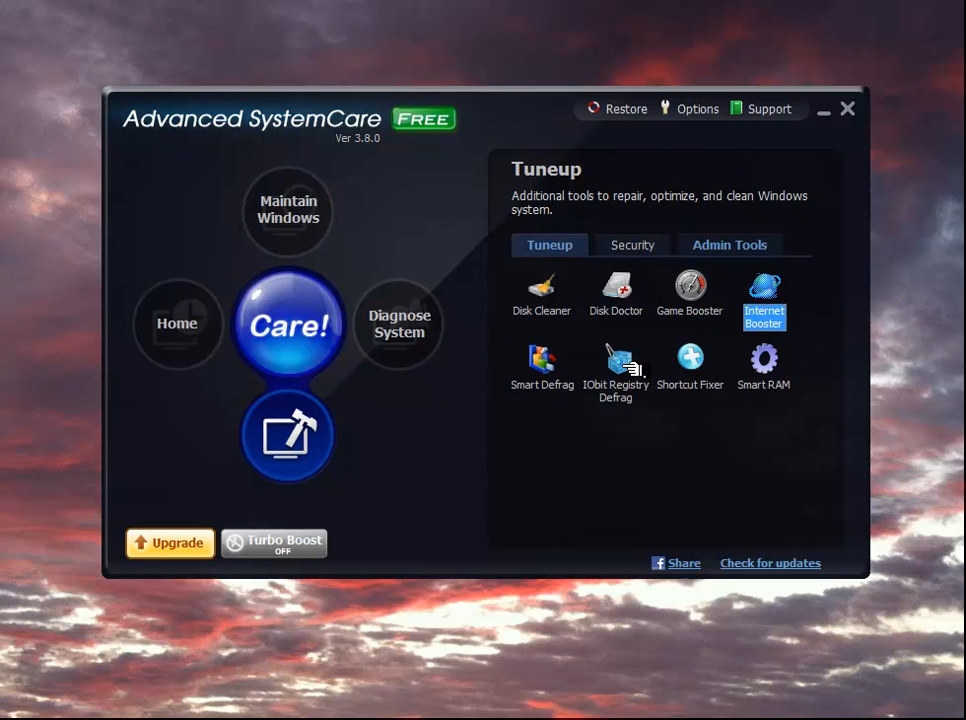 Advanced SystemCare FREE
Ver 3.8.0
Restore Options Support
Maintain
Windows
Home
Care!
Diagnose
System
Upgrade
Turbo Boost
OFF
Tuneup
Additional tools to repair, optimize, and clean Windows
system.
Tuneup Security Admin Tools
Disk Cleaner Disk Doctor Game Booster Internet
Booster
Smart Defrag IObit Registry Shortcut Fixer Smart RAM
Defrag
Share Check for updates